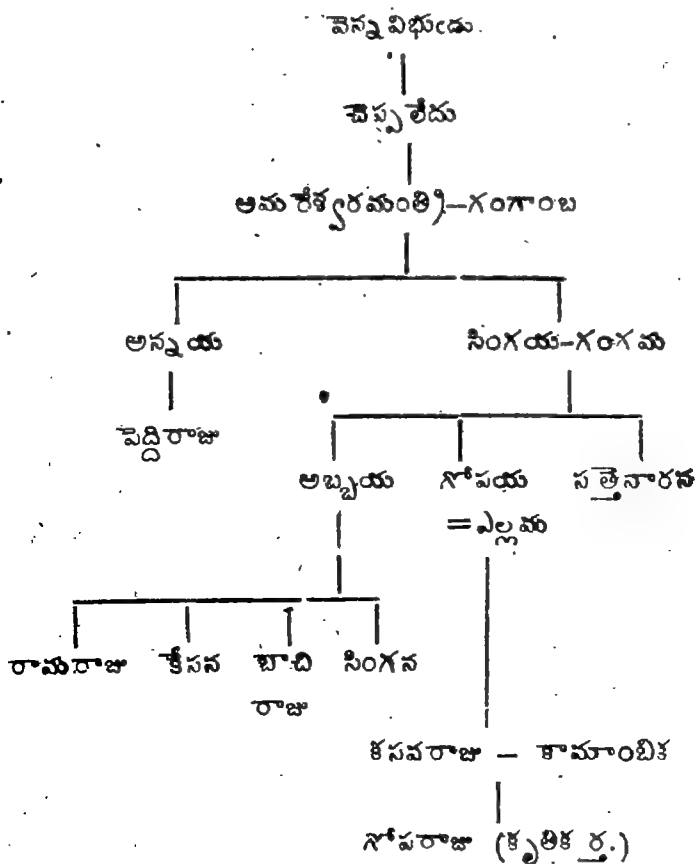 వెన్న విభుఁడు.
చెప్పలేదు
అమరేశ్వరమంత్రి—గంగాంబ
అన్నయ సింగయ-గంగమ
పెద్దిరాజు
అబ్బయ గోపయ సత్తెనారన
=ఎల్లమ
రామరాజు కేసన బాచి సింగన
రాజు
కసవరాజు — కామాంబిక
గోపరాజు (కృతికర్త.)